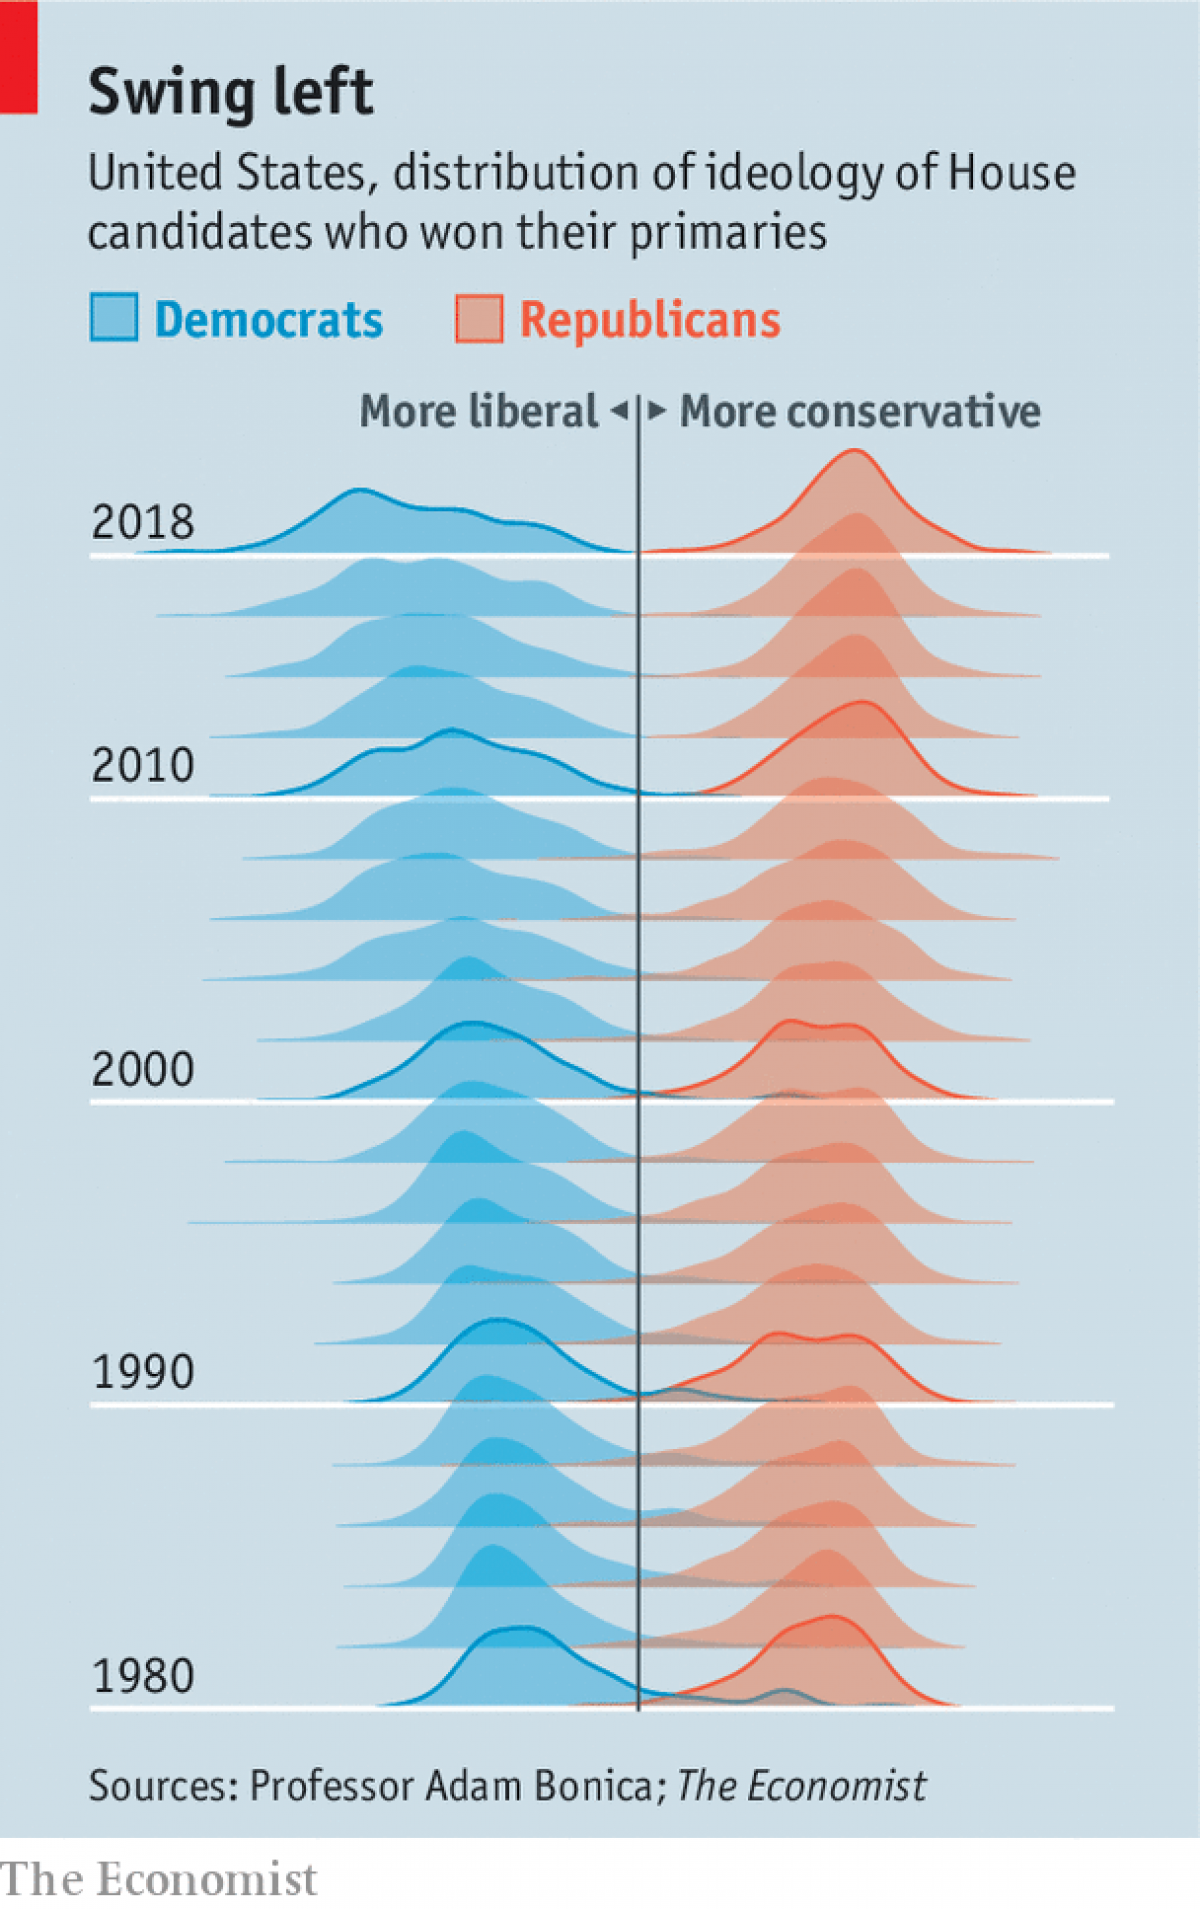 Swing left
United States, distribution of ideology of House
candidates who won their primaries
Democrats Republicans
More liberal ◄ ► More conservative
2018
2010
2000
1990
1980
Sources: Professor Adam Bonica; The Economist
The Economist